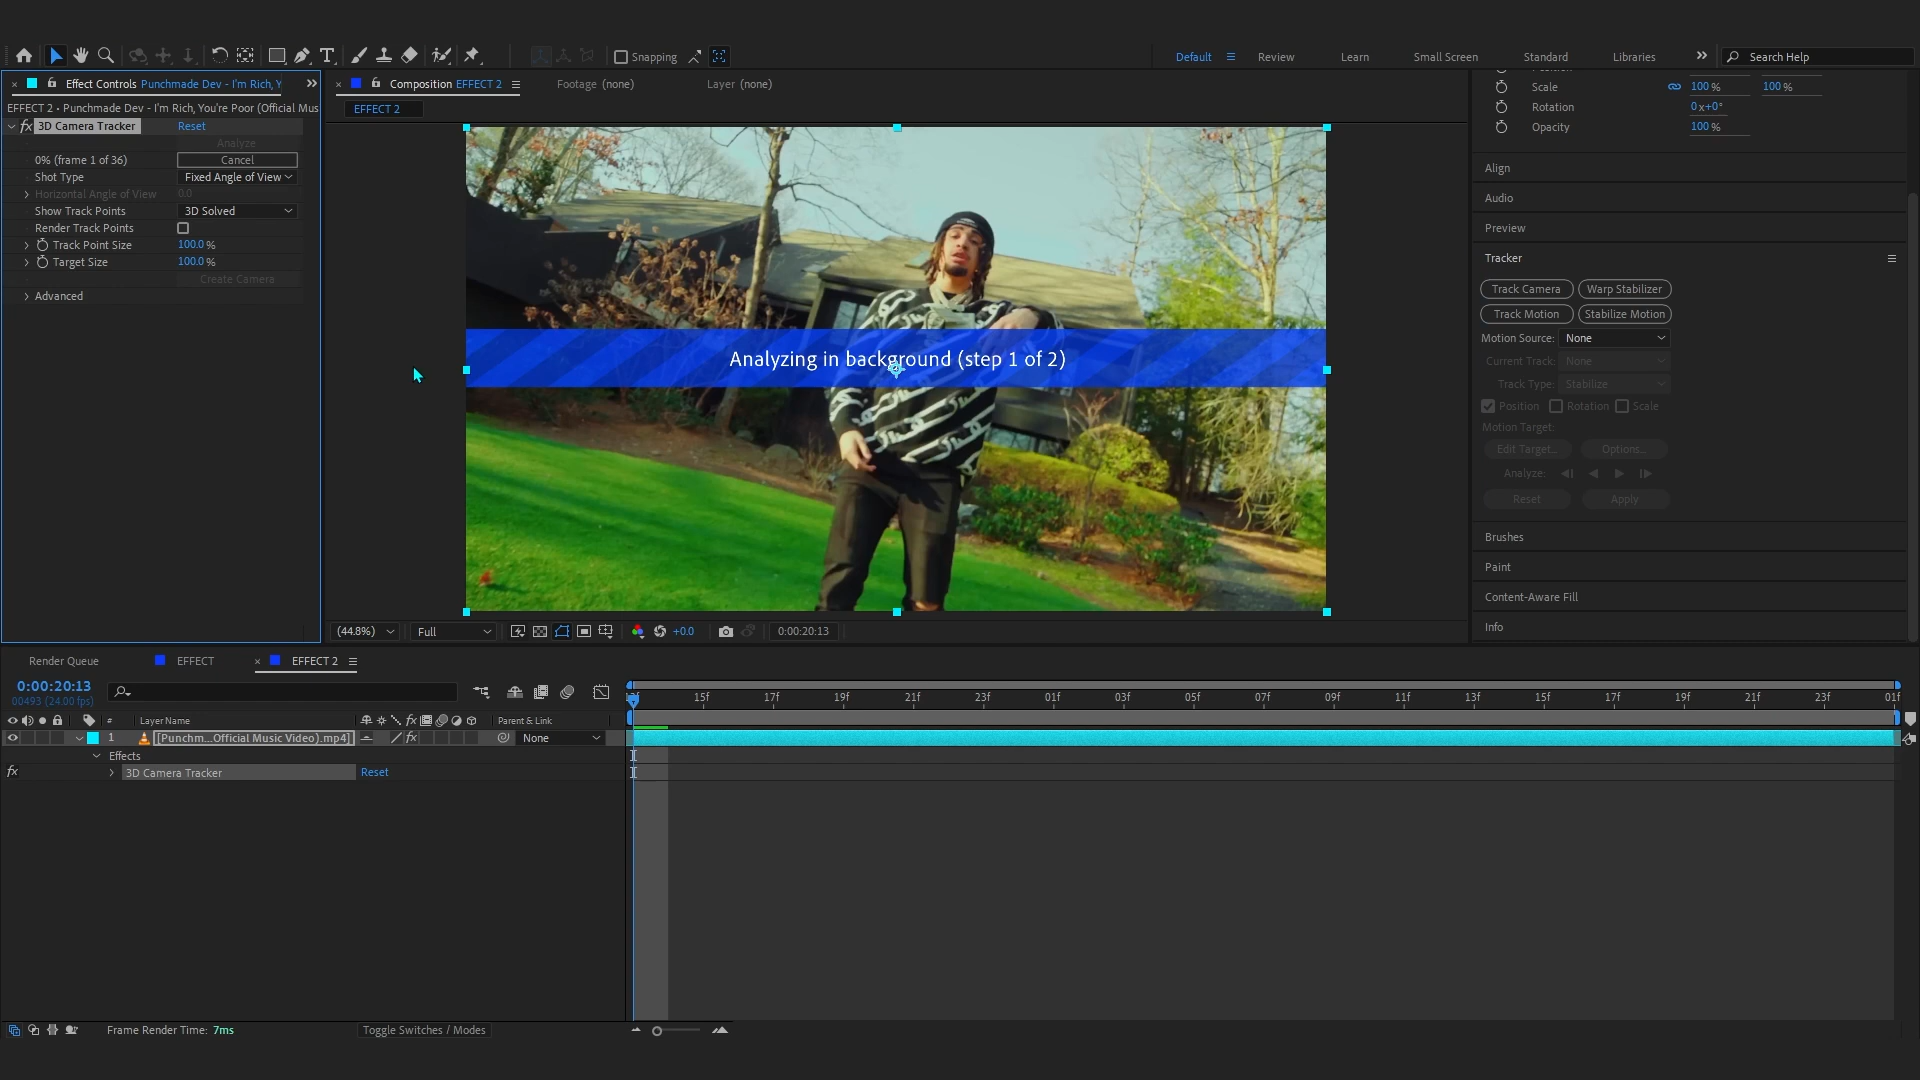 Snapping
Default
Review
Learn
Small Screen
Standard
Libraries
Search Help
Effect Controls Punchmade Dev - I'm Rich, Y
Composition EFFECT 2
Footage (none)
Layer (none)
EFFECT 2 • Punchmade Dev - I'm Rich, You're Poor (Official Mus
EFFECT 2
fx 3D Camera Tracker Reset
Analyze
0% (frame 1 of 36) Cancel
Shot Type Fixed Angle of View
Horizontal Angle of View 0.0
Show Track Points 3D Solved
Render Track Points
Track Point Size 100.0 %
Target Size 100.0 %
Create Camera
Advanced
Analyzing in background (step 1 of 2)
Scale 100 % 100 %
Rotation 0x+0°
Opacity 100 %
Align
Audio
Preview
Tracker
Track Camera Warp Stabilizer
Track Motion Stabilize Motion
Motion Source: None
Current Track: None
Track Type: Stabilize
Position Rotation Scale
Motion Target:
Edit Target... Options...
Analyze:
Reset Apply
Brushes
Paint
Content-Aware Fill
Info
(44.8%) Full +0.0 0:00:20:13
Render Queue
EFFECT
EFFECT 2
0:00:20:13
00493 (24.00 fps)
15f 17f 19f 21f 23f 01f 03f 05f 07f 09f 11f 13f 15f 17f 19f 21f 23f 01f
# Layer Name fx Parent & Link
1 [Punchm...Official Music Video).mp4] fx None
Effects
fx 3D Camera Tracker Reset
Frame Render Time: 7ms
Toggle Switches / Modes